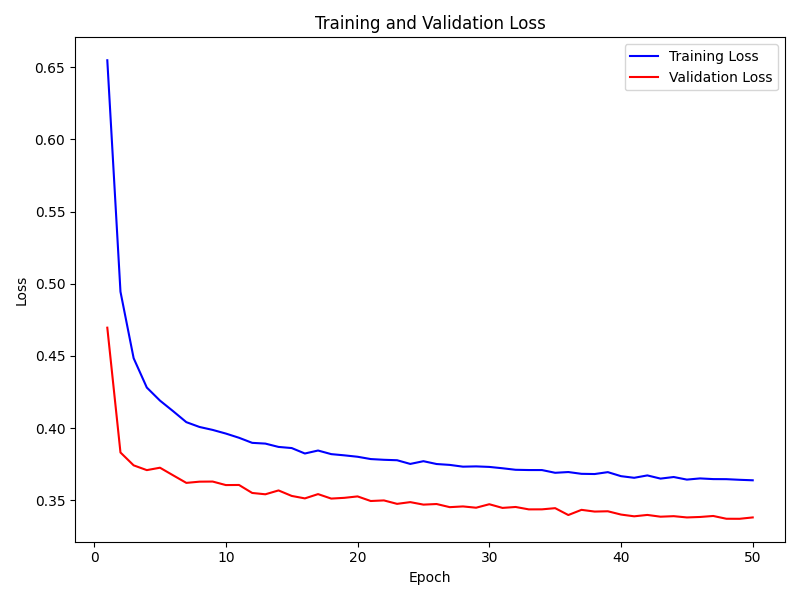 Training and Validation Loss
Training Loss
Validation Loss
0.65
0.60
0.55
0.50
0.45
0.40
0.35
Loss
0
10
20
30
40
50
Epoch